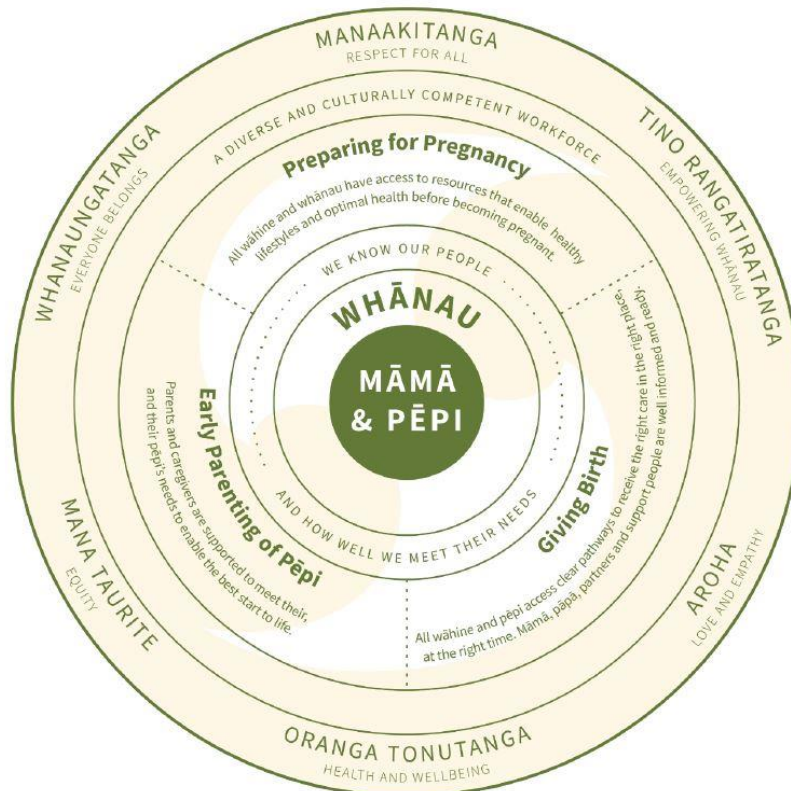 MANAAKITANGA
RESPECT FOR ALL
TINO RANGATIRATANGA
EMPOWERING WHĀNAU
AROHA
LOVE AND EMPATHY
ORANGA TONUTANGA
HEALTH AND WELLBEING
MANA TAURITE
EQUITY
WHANAUNGATANGA
EVERYONE BELONGS
A DIVERSE AND CULTURALLY COMPETENT WORKFORCE
Preparing for Pregnancy
All wāhine and whānau have access to resources that enable healthy
lifestyles and optimal health before becoming pregnant.
Giving Birth
All wāhine and pēpi access clear pathways to receive the right care in the right place,
at the right time. Māmā, pāpā, partners and support people are well informed and ready.
Early Parenting of Pēpi
Parents and caregivers are supported to meet their,
and their pēpi's needs to enable the best start to life.
WE KNOW OUR PEOPLE
AND HOW WELL WE MEET THEIR NEEDS
WHĀNAU
MĀMĀ
& PĒPI